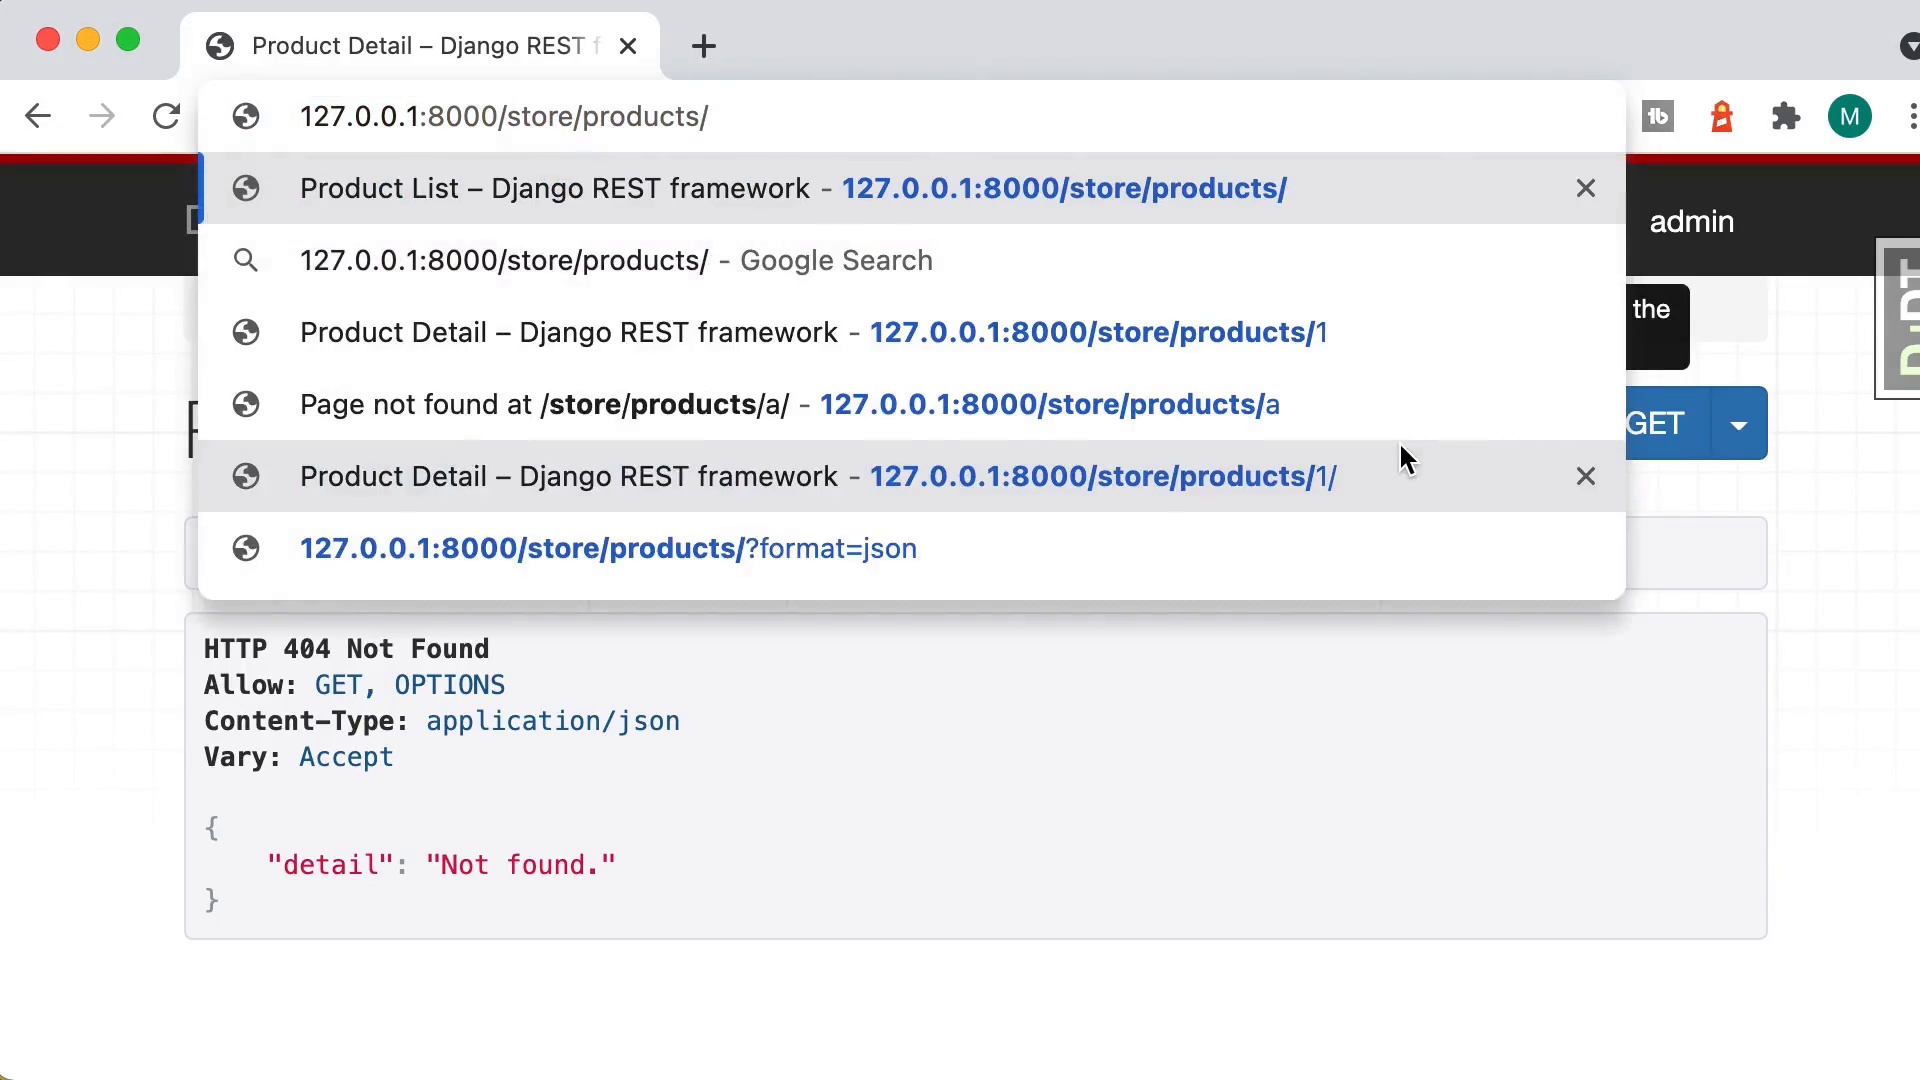 Product Detail – Django REST f
127.0.0.1:8000/store/products/
M
Product List – Django REST framework - 127.0.0.1:8000/store/products/
admin
127.0.0.1:8000/store/products/ - Google Search
the
Product Detail – Django REST framework - 127.0.0.1:8000/store/products/1
Page not found at /store/products/a/ - 127.0.0.1:8000/store/products/a
GET
Product Detail – Django REST framework - 127.0.0.1:8000/store/products/1/
127.0.0.1:8000/store/products/?format=json
HTTP 404 Not Found
Allow: GET, OPTIONS
Content-Type: application/json
Vary: Accept
{
"detail": "Not found."
}